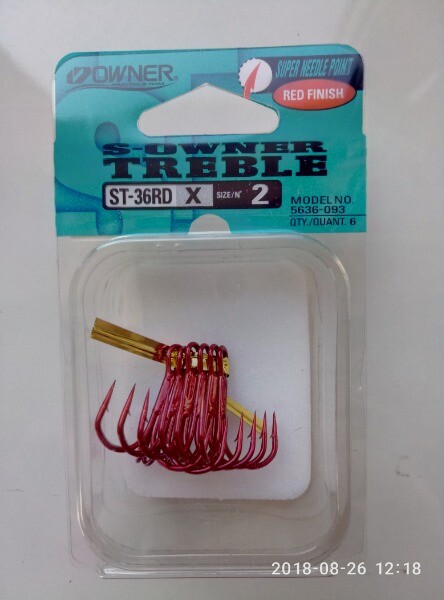 OWNER
SUPER NEEDLE POINT
RED FINISH
S-OWNER
TREBLE
ST-36RD X SIZE/N° 2
MODEL NO.
5636-093
QTY./QUANT. 6
2018-08-26 12:18